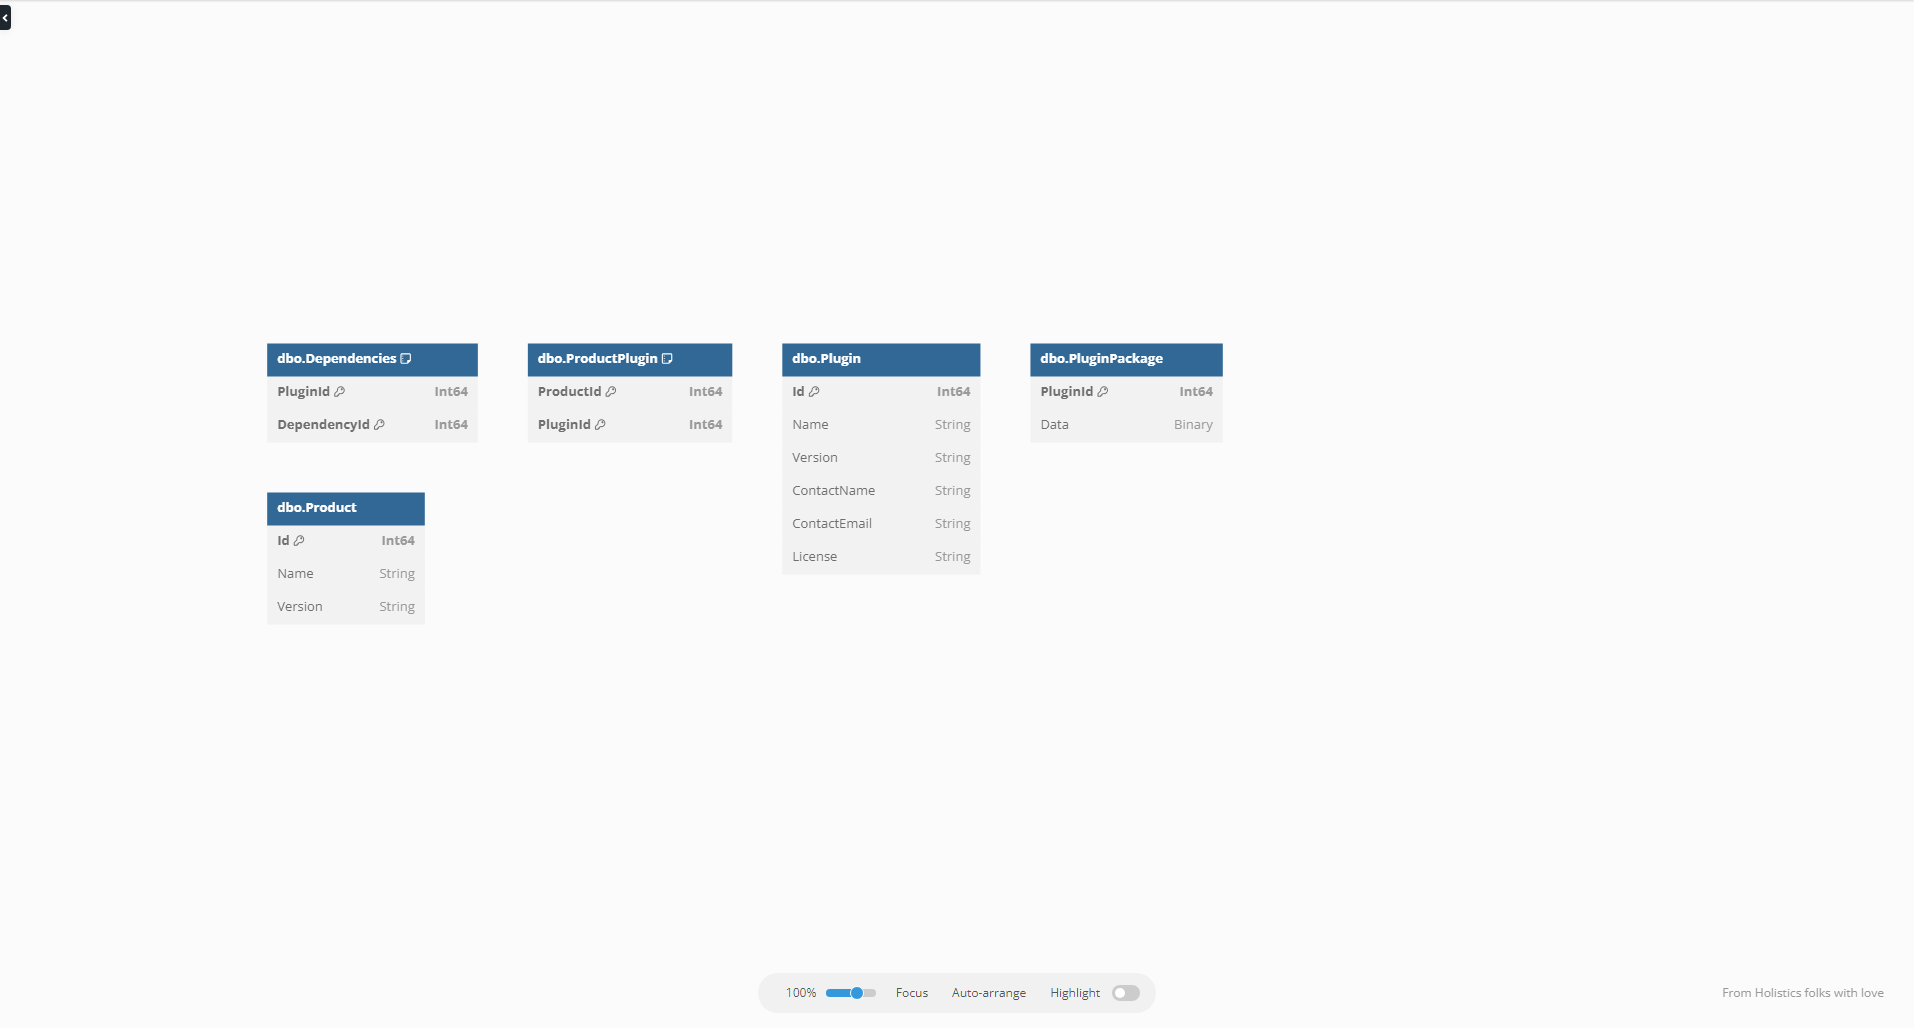 dbo.Dependencies
PluginId Int64
DependencyId Int64
dbo.ProductPlugin
ProductId Int64
PluginId Int64
dbo.Plugin
Id Int64
Name String
Version String
ContactName String
ContactEmail String
License String
dbo.PluginPackage
PluginId Int64
Data Binary
dbo.Product
Id Int64
Name String
Version String
100% Focus Auto-arrange Highlight
From Holistics folks with love